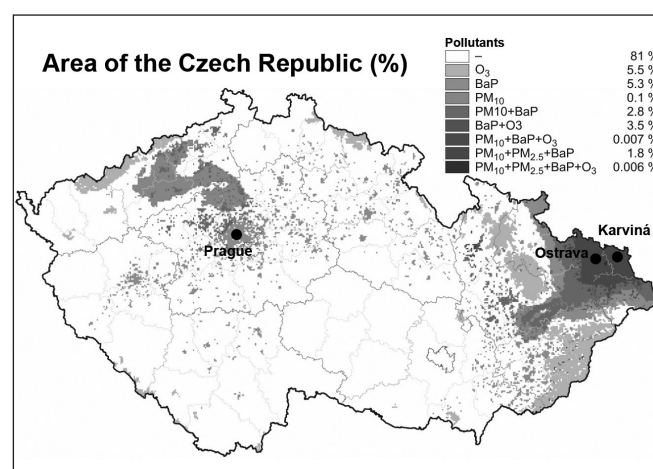 Area of the Czech Republic (%)
Pollutants
– 81 %
O3 5.5 %
BaP 5.3 %
PM10 0.1 %
PM10+BaP 2.8 %
BaP+O3 3.5 %
PM10+BaP+O3 0.007 %
PM10+PM2.5+BaP 1.8 %
PM10+PM2.5+BaP+O3 0.006 %
Prague
Karviná
Ostrava